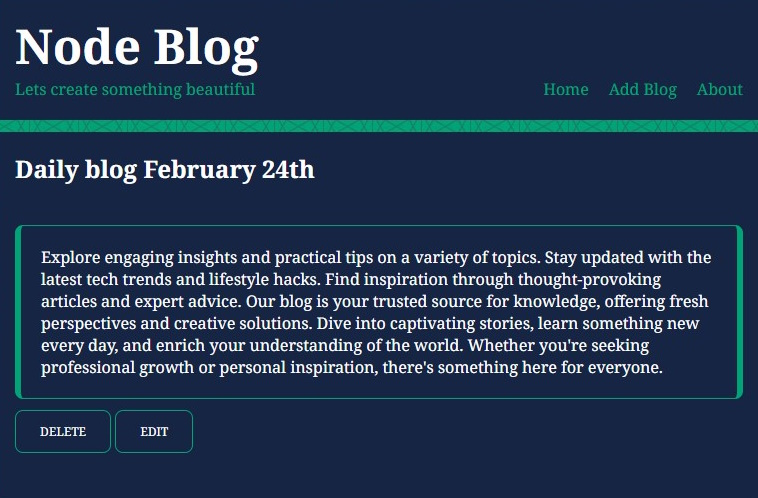 Node Blog
Lets create something beautiful
Home Add Blog About
Daily blog February 24th
Explore engaging insights and practical tips on a variety of topics. Stay updated with the
latest tech trends and lifestyle hacks. Find inspiration through thought-provoking
articles and expert advice. Our blog is your trusted source for knowledge, offering fresh
perspectives and creative solutions. Dive into captivating stories, learn something new
every day, and enrich your understanding of the world. Whether you're seeking
professional growth or personal inspiration, there's something here for everyone.
DELETE EDIT